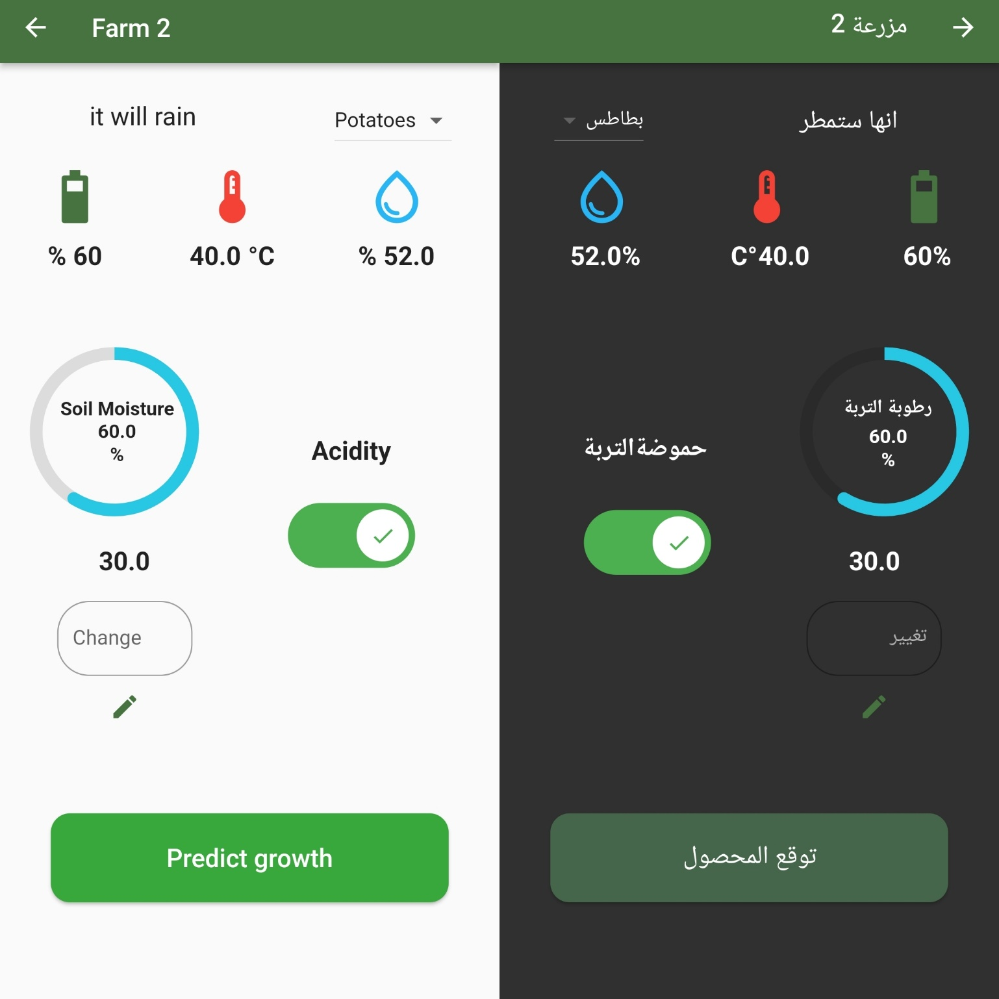 Farm 2
it will rain
Potatoes
% 60
40.0 °C
% 52.0
Soil Moisture
60.0
%
Acidity
30.0
Change
Predict growth
مزرعة 2
انها ستمطر
بطاطس
60%
C°40.0
52.0%
رطوبة التربة
60.0
%
حموضة التربة
30.0
تغيير
توقع المحصول